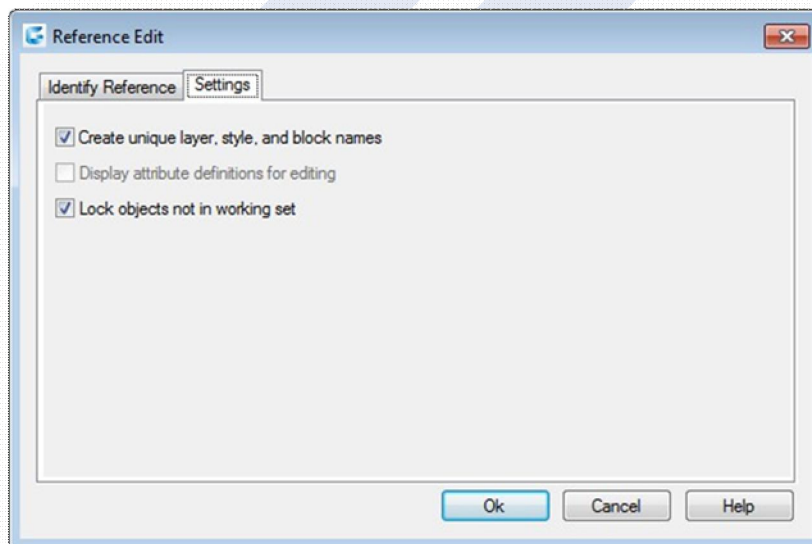 Reference Edit
Identify Reference Settings
Create unique layer, style, and block names
Display attribute definitions for editing
Lock objects not in working set
Ok Cancel Help